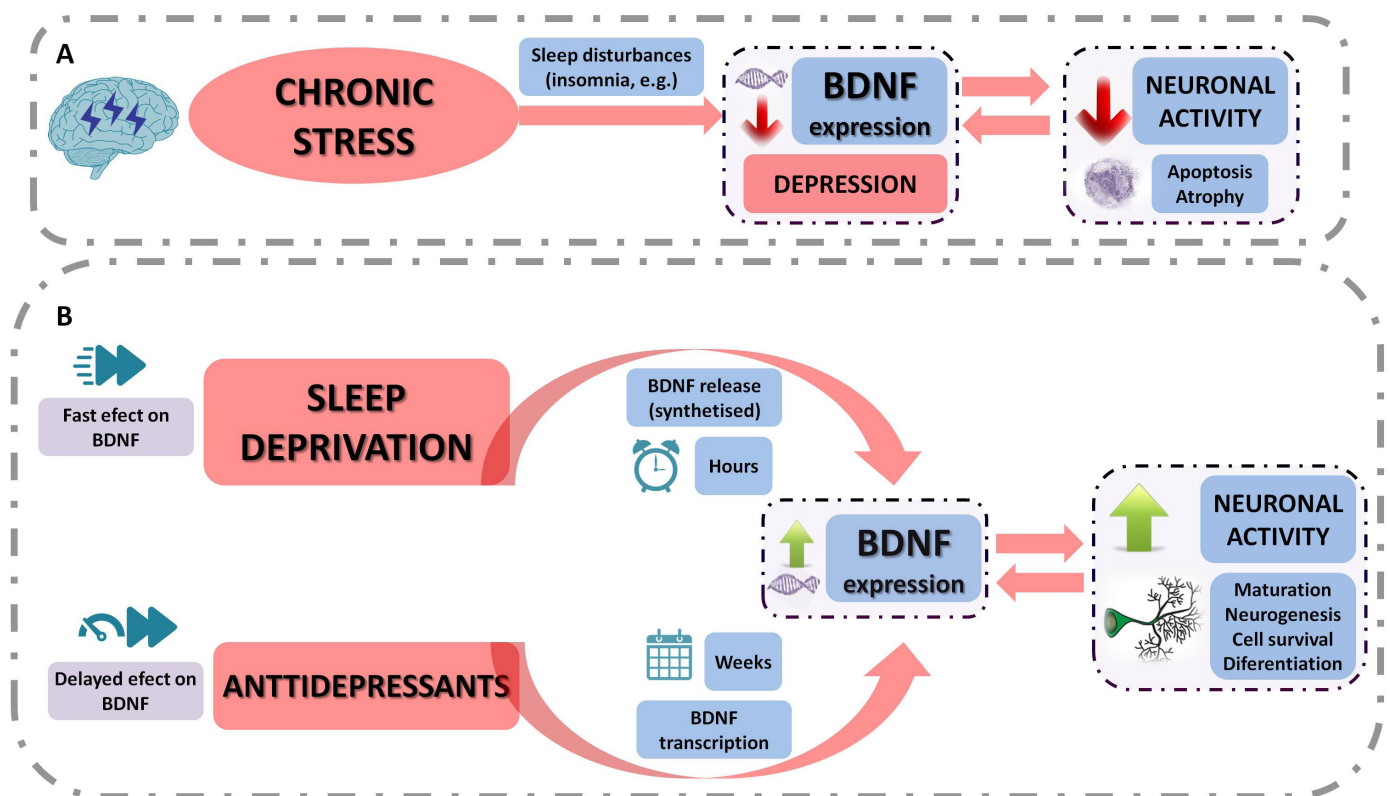 A
CHRONIC
STRESS
Sleep disturbances
(insomnia, e.g.)
BDNF
expression
DEPRESSION
NEURONAL
ACTIVITY
Apoptosis
Atrophy
B
Fast efect on
BDNF
SLEEP
DEPRIVATION
BDNF release
(synthetised)
Hours
BDNF
expression
NEURONAL
ACTIVITY
Maturation
Neurogenesis
Cell survival
Diferentiation
Delayed efect on
BDNF
ANTTIDEPRESSANTS
Weeks
BDNF
transcription